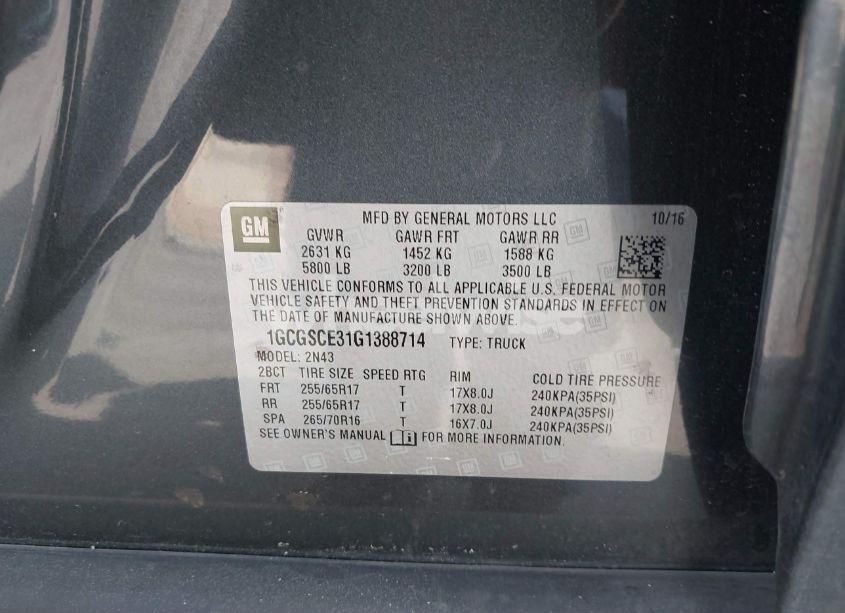 GM
MFD BY GENERAL MOTORS LLC 10/16
GVWR GAWR FRT GAWR RR
2631 KG 1452 KG 1588 KG
5800 LB 3200 LB 3500 LB
THIS VEHICLE CONFORMS TO ALL APPLICABLE U.S. FEDERAL MOTOR
VEHICLE SAFETY AND THEFT PREVENTION STANDARDS IN EFFECT ON
THE DATE OF MANUFACTURE SHOWN ABOVE.
1GCGSCE31G1388714 TYPE: TRUCK
MODEL: 2N43
2BCT TIRE SIZE SPEED RTG RIM COLD TIRE PRESSURE
FRT 255/65R17 T 17X8.0J 240KPA(35PSI)
RR 255/65R17 T 17X8.0J 240KPA(35PSI)
SPA 265/70R16 T 16X7.0J 240KPA(35PSI)
SEE OWNER'S MANUAL FOR MORE INFORMATION.